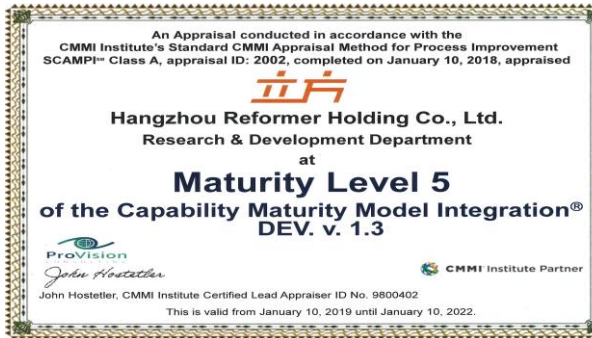 An Appraisal conducted in accordance with the
CMMI Institute's Standard CMMI Appraisal Method for Process Improvement
SCAMPI℠ Class A, appraisal ID: 2002, completed on January 10, 2018, appraised
立方
Hangzhou Reformer Holding Co., Ltd.
Research & Development Department
at
Maturity Level 5
of the Capability Maturity Model Integration®
DEV. v. 1.3
ProVision
John Hostetler
CMMI Institute Partner
John Hostetler, CMMI Institute Certified Lead Appraiser ID No. 9800402
This is valid from January 10, 2019 until January 10, 2022.